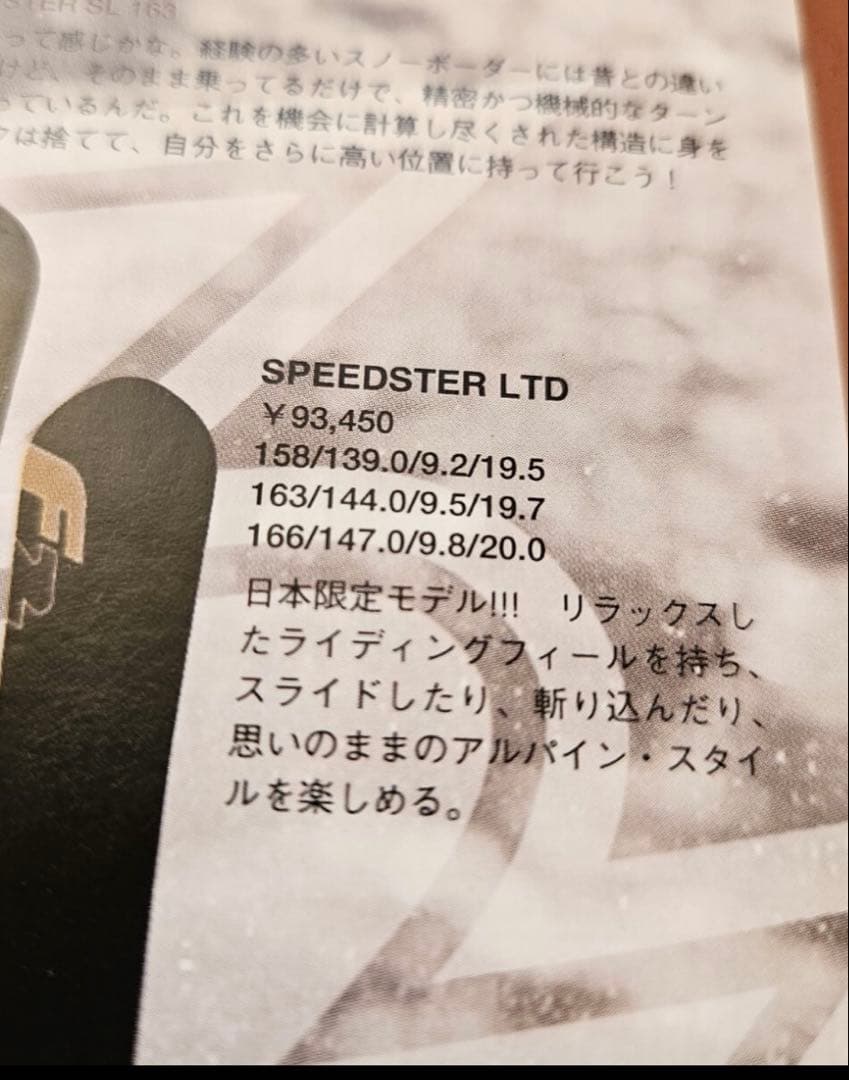 STER SL 163
って感じかな。経験の多いスノーボーダーには昔との違い
けど、そのまま乗ってるだけで、精密かつ機械的なターン
っているんだ。これを機会に計算し尽くされた構造に身を
は捨てて、自分をさらに高い位置に持って行こう！
SPEEDSTER LTD
￥93,450
158/139.0/9.2/19.5
163/144.0/9.5/19.7
166/147.0/9.8/20.0
日本限定モデル!!!　リラックスし
たライディングフィールを持ち、
スライドしたり、斬り込んだり、
思いのままのアルパイン・スタイ
ルを楽しめる。